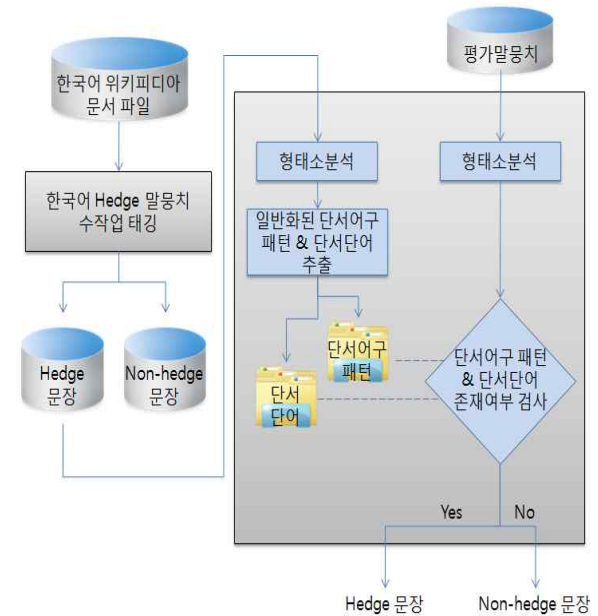 한국어 위키피디아
문서 파일
한국어 Hedge 말뭉치
수작업 태깅
Hedge
문장
Non-hedge
문장
평가말뭉치
형태소분석
형태소분석
일반화된 단서어구
패턴 & 단서단어
추출
단서어구
패턴
단서
단어
단서어구 패턴
& 단서단어
존재여부 검사
Yes
No
Hedge 문장
Non-hedge 문장